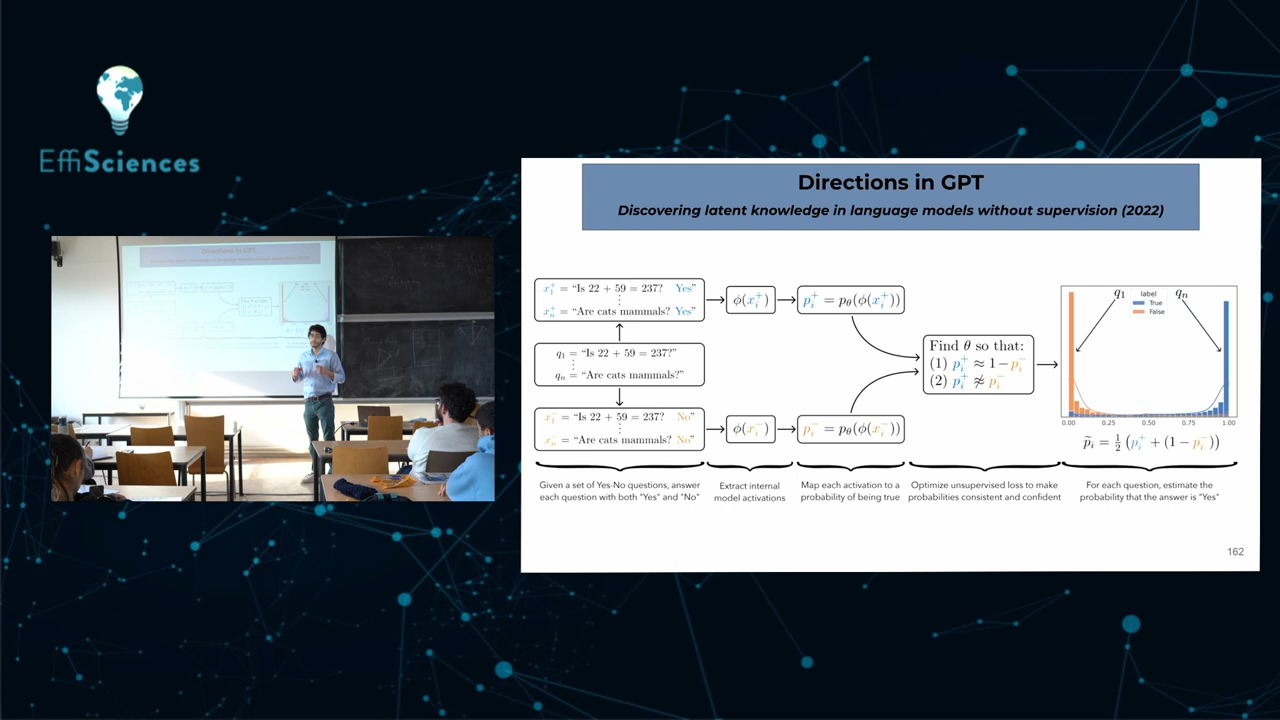 EffiSciences
Directions in GPT
Discovering latent knowledge in language models without supervision (2022)
x₁⁺ = “Is 22 + 59 = 237? Yes”
⋮
xₙ⁺ = “Are cats mammals? Yes”
q₁ = “Is 22 + 59 = 237?”
⋮
qₙ = “Are cats mammals?”
x₁⁻ = “Is 22 + 59 = 237? No”
⋮
xₙ⁻ = “Are cats mammals? No”
ϕ(xᵢ⁺)
ϕ(xᵢ⁻)
pᵢ⁺ = p_θ(ϕ(xᵢ⁺))
pᵢ⁻ = p_θ(ϕ(xᵢ⁻))
Find θ so that:
(1) pᵢ⁺ ≈ 1 − pᵢ⁻
(2) pᵢ⁺ ≉ pᵢ⁻
q₁ label qₙ
True
False
0.00 0.25 0.50 0.75 1.00
p̃ᵢ = ½ (pᵢ⁺ + (1 − pᵢ⁻))
Given a set of Yes-No questions, answer
each question with both “Yes” and “No”
Extract internal
model activations
Map each activation to a
probability of being true
Optimize unsupervised loss to make
probabilities consistent and confident
For each question, estimate the
probability that the answer is “Yes”
162
Directions in GPT